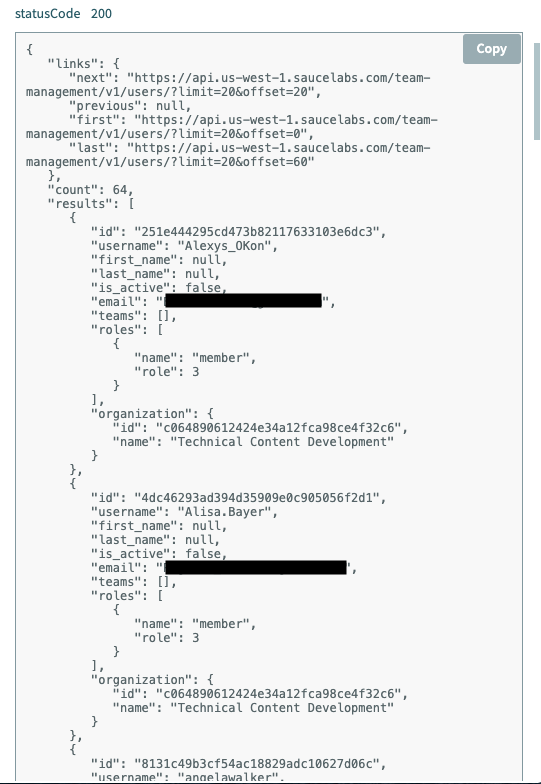 statusCode 200
Copy
{
"links": {
"next": "https://api.us-west-1.saucelabs.com/team-
management/v1/users/?limit=20&offset=20",
"previous": null,
"first": "https://api.us-west-1.saucelabs.com/team-
management/v1/users/?limit=20&offset=0",
"last": "https://api.us-west-1.saucelabs.com/team-
management/v1/users/?limit=20&offset=60"
},
"count": 64,
"results": [
{
"id": "251e444295cd473b82117633103e6dc3",
"username": "Alexys_OKon",
"first_name": null,
"last_name": null,
"is_active": false,
"email": "",
"teams": [],
"roles": [
{
"name": "member",
"role": 3
}
],
"organization": {
"id": "c064890612424e34a12fca98ce4f32c6",
"name": "Technical Content Development"
}
},
{
"id": "4dc46293ad394d35909e0c905056f2d1",
"username": "Alisa.Bayer",
"first_name": null,
"last_name": null,
"is_active": false,
"email": "",
"teams": [],
"roles": [
{
"name": "member",
"role": 3
}
],
"organization": {
"id": "c064890612424e34a12fca98ce4f32c6",
"name": "Technical Content Development"
}
},
{
"id": "8131c49b3cf54ac18829adc10627d06c",
"username": "angelawalker",